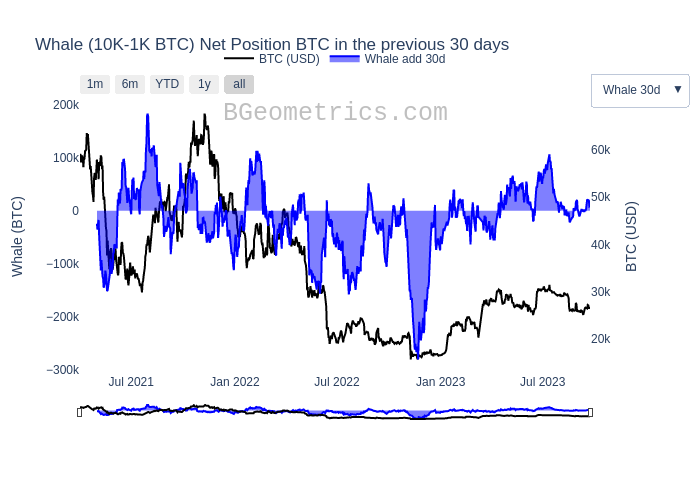 Whale (10K-1K BTC) Net Position BTC in the previous 30 days
BTC (USD) Whale add 30d
1m 6m YTD 1y all
Whale 30d ▼
BGeometrics.com
200k
100k
0
−100k
−200k
−300k
Whale (BTC)
60k
50k
40k
30k
20k
BTC (USD)
Jul 2021 Jan 2022 Jul 2022 Jan 2023 Jul 2023